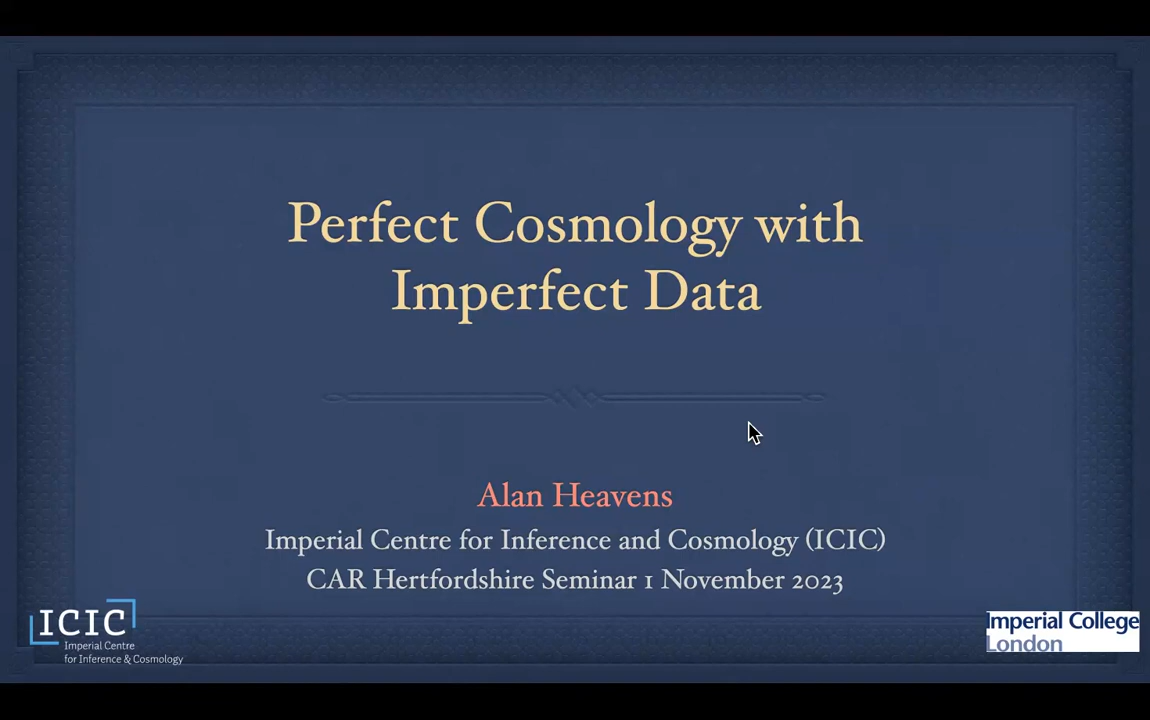 Perfect Cosmology with
Imperfect Data
Alan Heavens
Imperial Centre for Inference and Cosmology (ICIC)
CAR Hertfordshire Seminar 1 November 2023
ICIC
Imperial Centre
for Inference & Cosmology
Imperial College
London